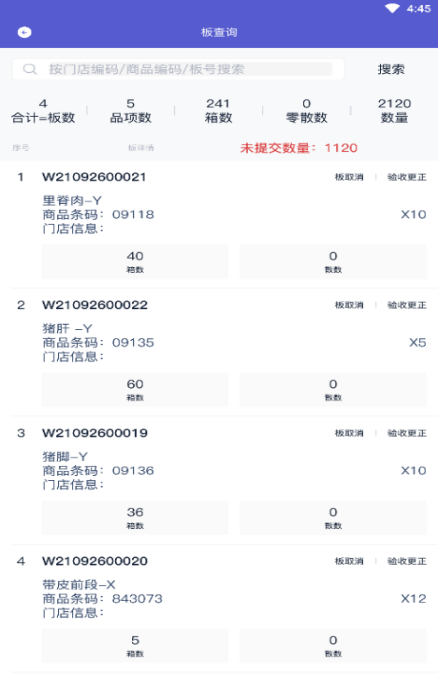 4:45
板查询
按门店编码/商品编码/板号搜索
搜索
4 5 241 0 2120
合计=板数 品项数 箱数 零散数 数量
序号 板详情 未提交数量：1120
1 W21092600021 板取消 验收更正
里脊肉–Y
商品条码：09118 X10
门店信息：
40 0
箱数 散数
2 W21092600022 板取消 验收更正
猪肝 –Y
商品条码：09135 X5
门店信息：
60 0
箱数 散数
3 W21092600019 板取消 验收更正
猪脚–Y
商品条码：09136 X10
门店信息：
36 0
箱数 散数
4 W21092600020 板取消 验收更正
带皮前段–X
商品条码：843073 X12
门店信息：
5 0
箱数 散数